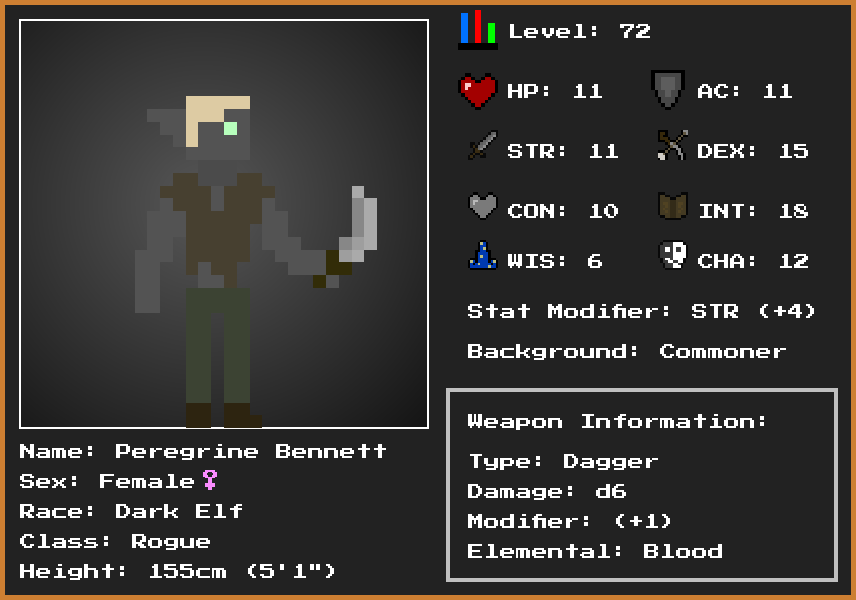 Level: 72
HP: 11 AC: 11
STR: 11 DEX: 15
CON: 10 INT: 18
WIS: 6 CHA: 12
Stat Modifier: STR (+4)
Background: Commoner
Weapon Information:
Type: Dagger
Damage: d6
Modifier: (+1)
Elemental: Blood
Name: Peregrine Bennett
Sex: Female♀
Race: Dark Elf
Class: Rogue
Height: 155cm (5'1")